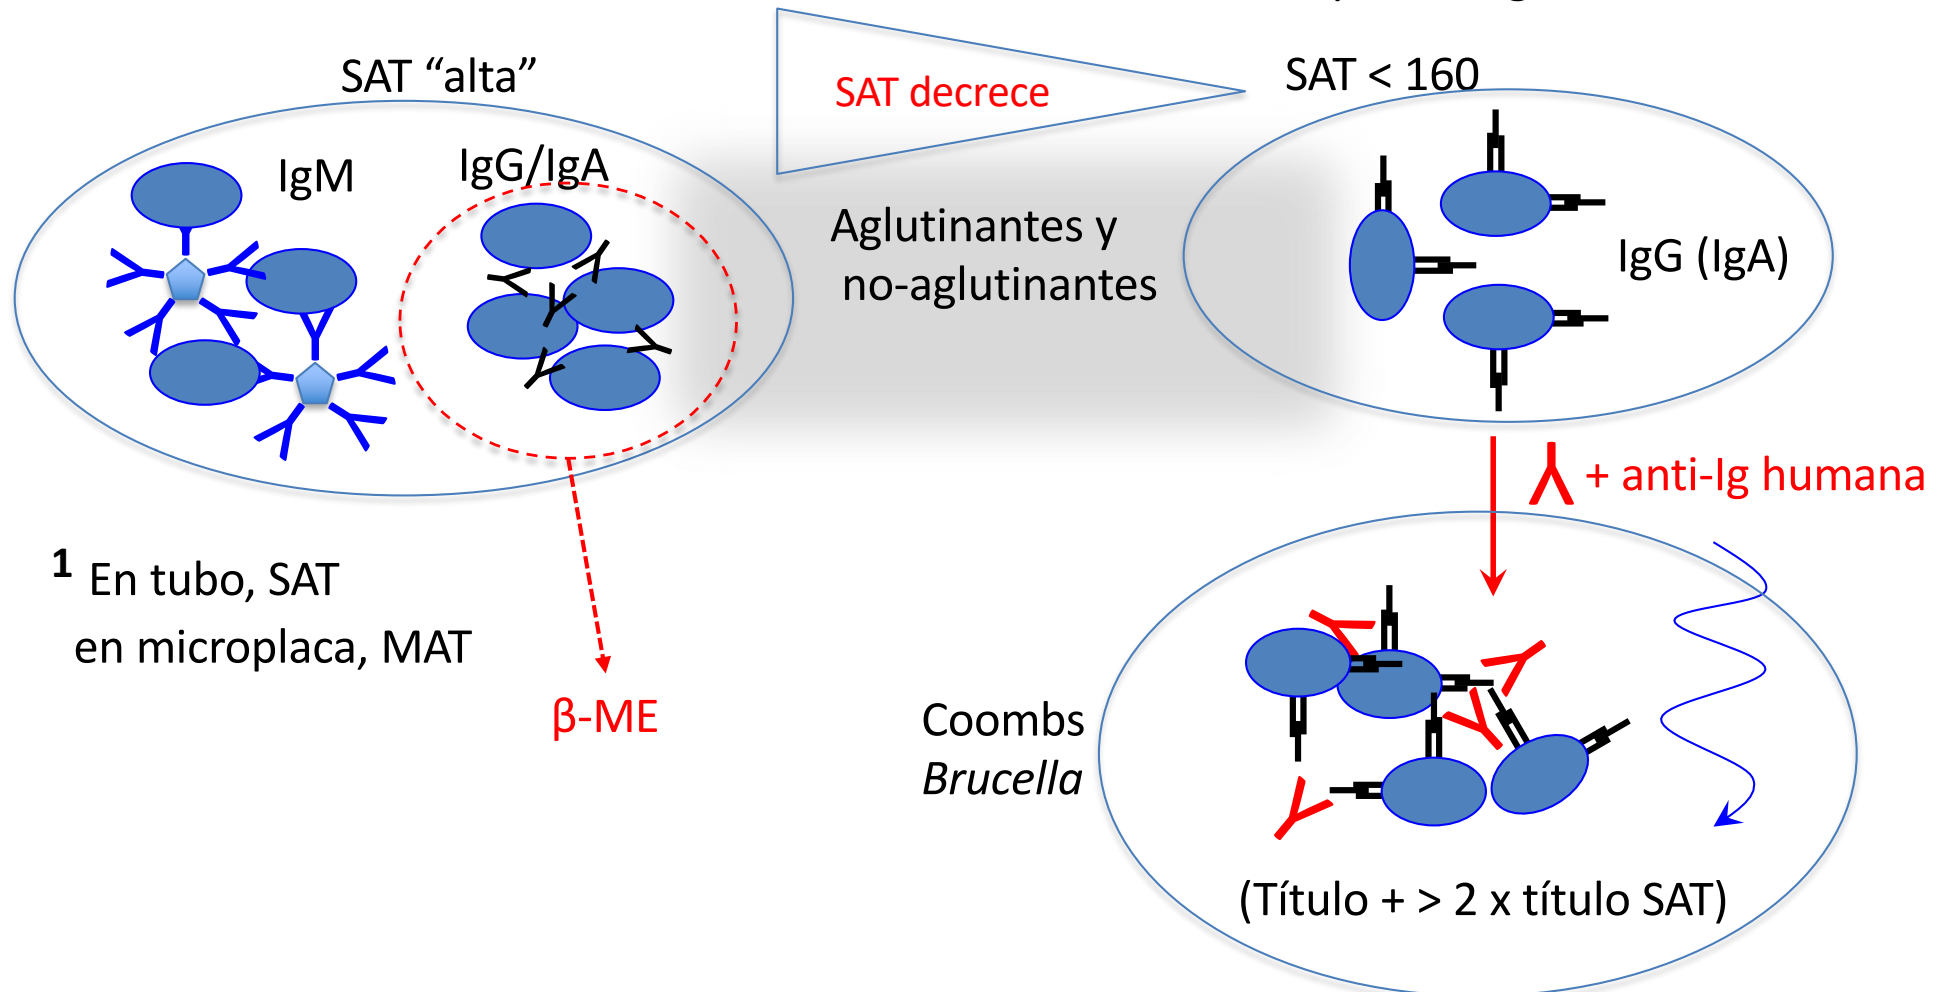 SAT “alta”
SAT decrece
SAT < 160
IgM
IgG/IgA
Aglutinantes y
no-aglutinantes
IgG (IgA)
+ anti-Ig humana
1 En tubo, SAT
en microplaca, MAT
β-ME
Coombs
Brucella
(Título + > 2 x título SAT)